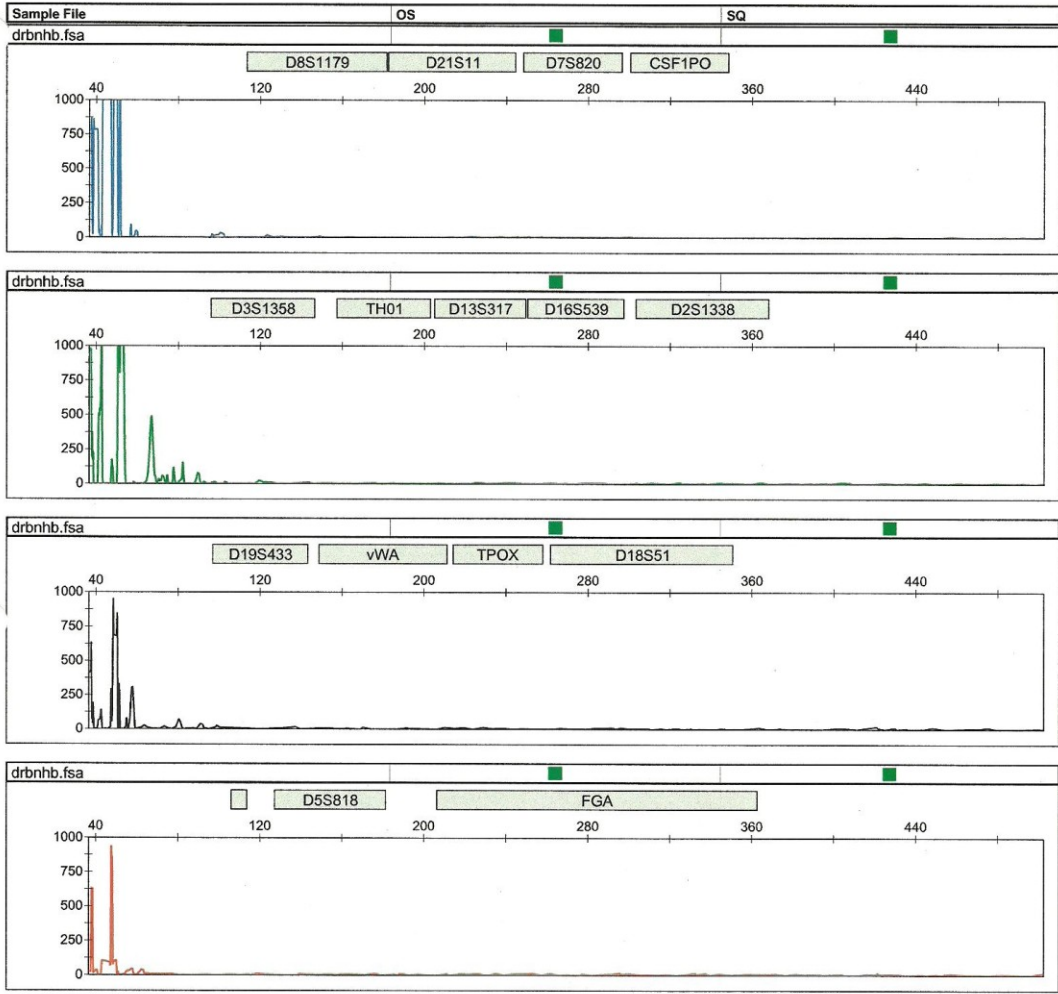 Sample File OS SQ
drbnhb.fsa
D8S1179 D21S11 D7S820 CSF1PO
40 120 200 280 360 440
1000
750
500
250
0
drbnhb.fsa
D3S1358 TH01 D13S317 D16S539 D2S1338
40 120 200 280 360 440
1000
750
500
250
0
drbnhb.fsa
D19S433 vWA TPOX D18S51
40 120 200 280 360 440
1000
750
500
250
0
drbnhb.fsa
D5S818 FGA
40 120 200 280 360 440
1000
750
500
250
0